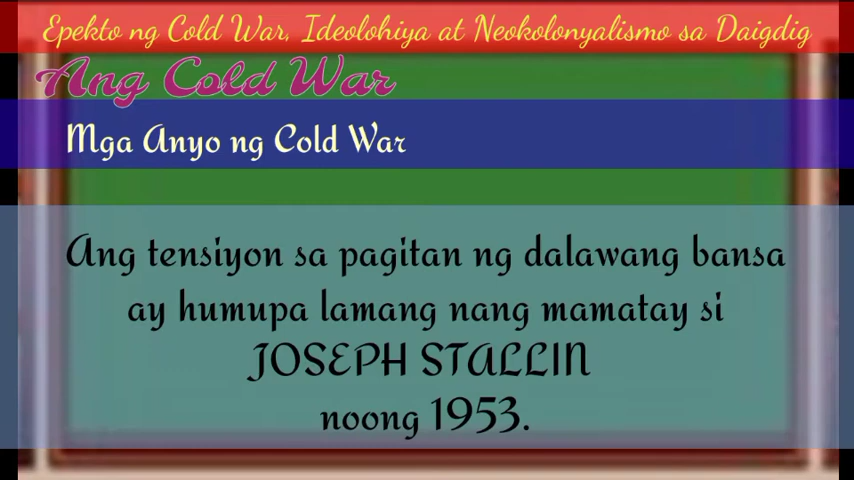 Epekto ng Cold War, Ideolohiya at Neokolonyalismo sa Daigdig
Ang Cold War
Mga Anyo ng Cold War
Ang tensiyon sa pagitan ng dalawang bansa
ay humupa lamang nang mamatay si
JOSEPH STALLIN
noong 1953.